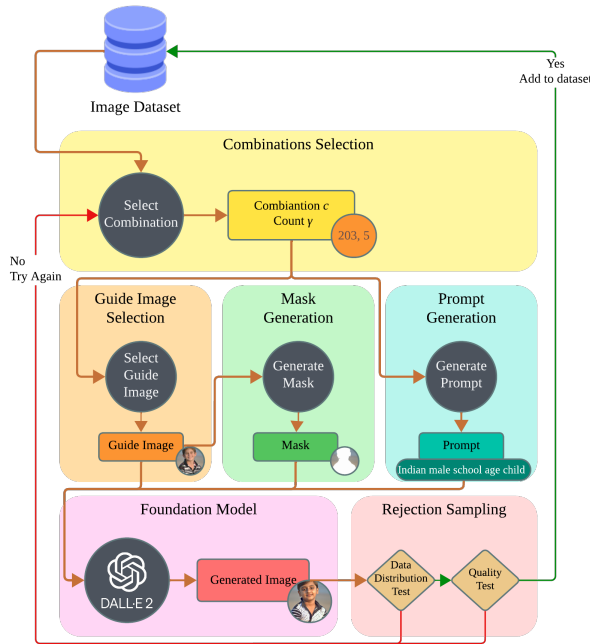 Yes
Add to dataset
Image Dataset
Combinations Selection
Select
Combination
Combiantion c
Count γ
203, 5
No
Try Again
Guide Image
Selection
Mask
Generation
Prompt
Generation
Select
Guide
Image
Generate
Mask
Generate
Prompt
Guide Image
Mask
Prompt
Indian male school age child
Foundation Model
Rejection Sampling
DALL·E 2
Generated Image
Data
Distribution
Test
Quality
Test